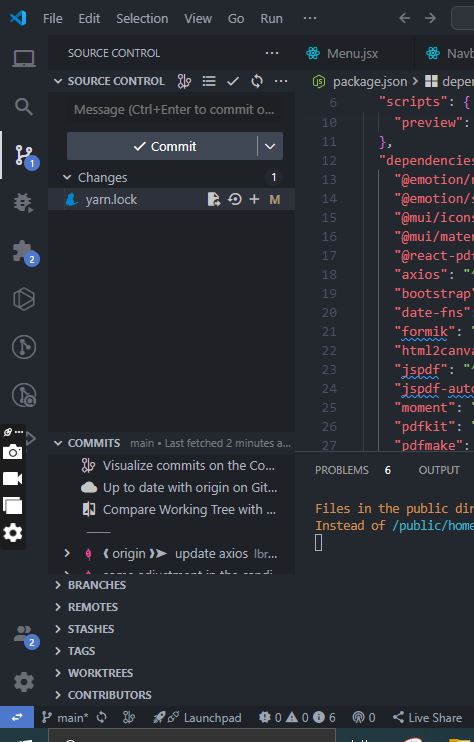 File Edit Selection View Go Run ...
SOURCE CONTROL ...
Menu.jsx
SOURCE CONTROL ...
package.json
Message (Ctrl+Enter to commit o...
Commit
Changes 1
yarn.lock M
6 "scripts": {
10 "preview":
11 },
12 "dependencies
13 "@emotion/
14 "@emotion/
15 "@mui/icons
16 "@mui/mater
17 "@react-pd
18 "axios": "^
19 "bootstrap"
20 "date-fns"
21 "formik": "
22 "html2canva
23 "jspdf": "^
24 "jspdf-auto
25 "moment": "
26 "pdfkit": "
27 "pdfmake":
1
2
COMMITS main • Last fetched 2 minutes a...
Visualize commits on the Co...
Up to date with origin on Git...
Compare Working Tree with ...
origin update axios lbr...
BRANCHES
REMOTES
STASHES
TAGS
WORKTREES
CONTRIBUTORS
PROBLEMS 6 OUTPUT
Files in the public dir
Instead of /public/home
2
main* Launchpad 0 0 6 0 Live Share